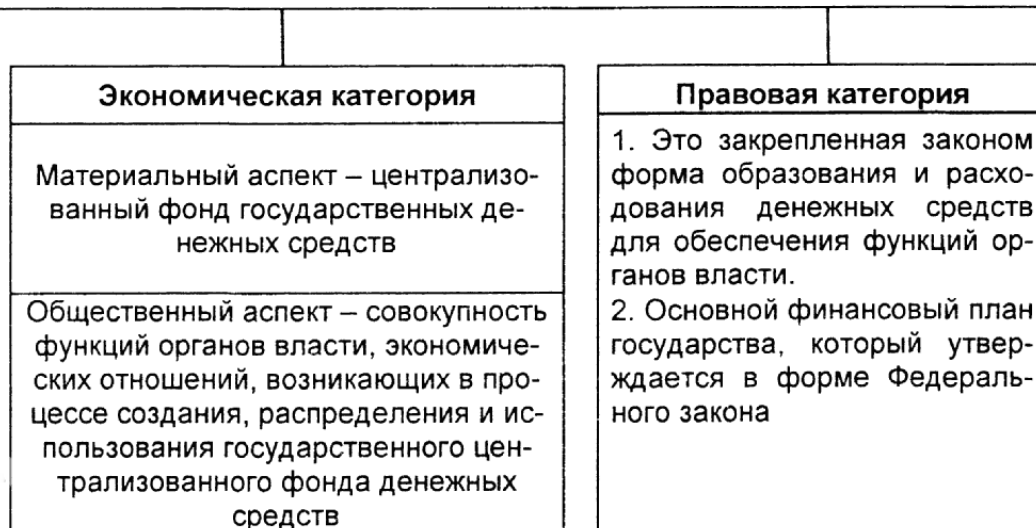 Экономическая категория
Материальный аспект – централизо-
ванный фонд государственных де-
нежных средств
Общественный аспект – совокупность
функций органов власти, экономиче-
ских отношений, возникающих в про-
цессе создания, распределения и ис-
пользования государственного цен-
трализованного фонда денежных
средств
Правовая категория
1. Это закрепленная законом
форма образования и расхо-
дования денежных средств
для обеспечения функций ор-
ганов власти.
2. Основной финансовый план
государства, который утвер-
ждается в форме Федераль-
ного закона